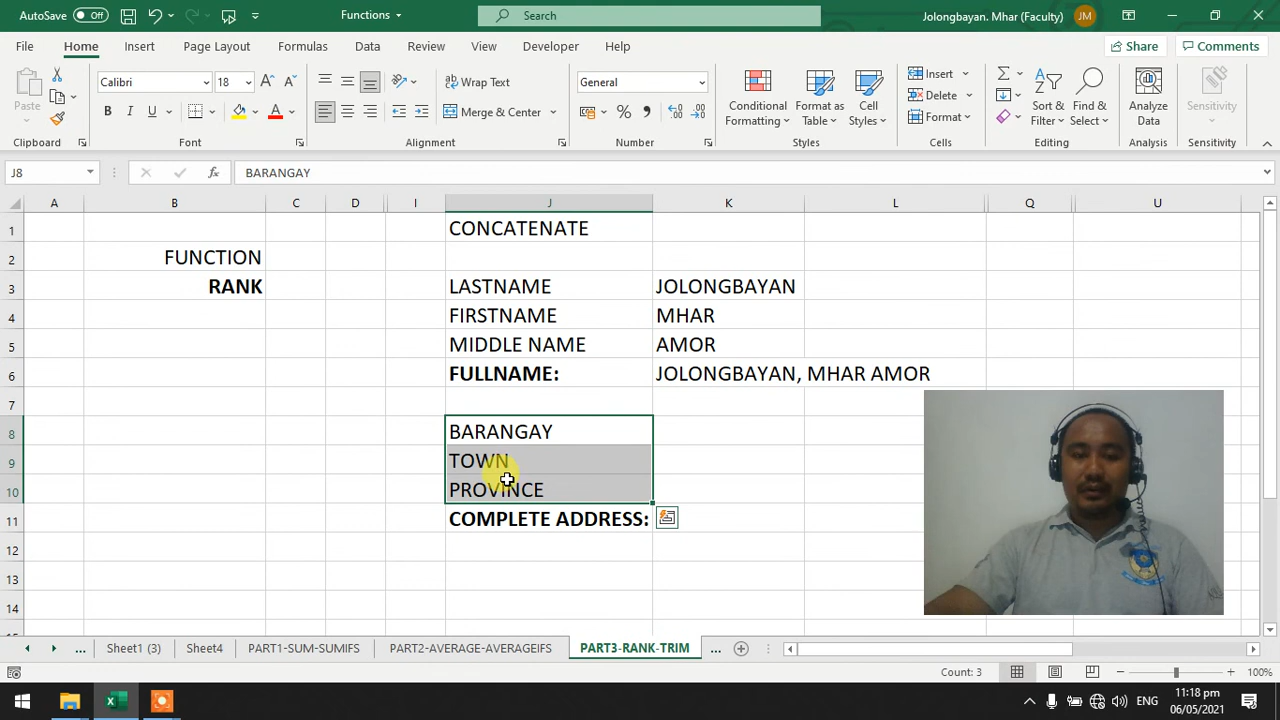 AutoSave Off
Functions
Search
Jolongbayan. Mhar (Faculty)
JM
File Home Insert Page Layout Formulas Data Review View Developer Help
Share Comments
Paste
Calibri 18
B I U
Wrap Text
Merge & Center
General
Conditional Formatting
Format as Table
Cell Styles
Insert
Delete
Format
Sort & Filter
Find & Select
Analyze Data
Sensitivity
Clipboard Font Alignment Number Styles Cells Editing Analysis Sensitivity
J8 fx BARANGAY
A B C D I J K L Q U
1 CONCATENATE
2 FUNCTION
3 RANK LASTNAME JOLONGBAYAN
4 FIRSTNAME MHAR
5 MIDDLE NAME AMOR
6 FULLNAME: JOLONGBAYAN, MHAR AMOR
7
8 BARANGAY
9 TOWN
10 PROVINCE
11 COMPLETE ADDRESS:
12
13
14
... Sheet1 (3) Sheet4 PART1-SUM-SUMIFS PART2-AVERAGE-AVERAGEIFS PART3-RANK-TRIM ...
Count: 3 100%
ENG 11:18 pm
06/05/2021